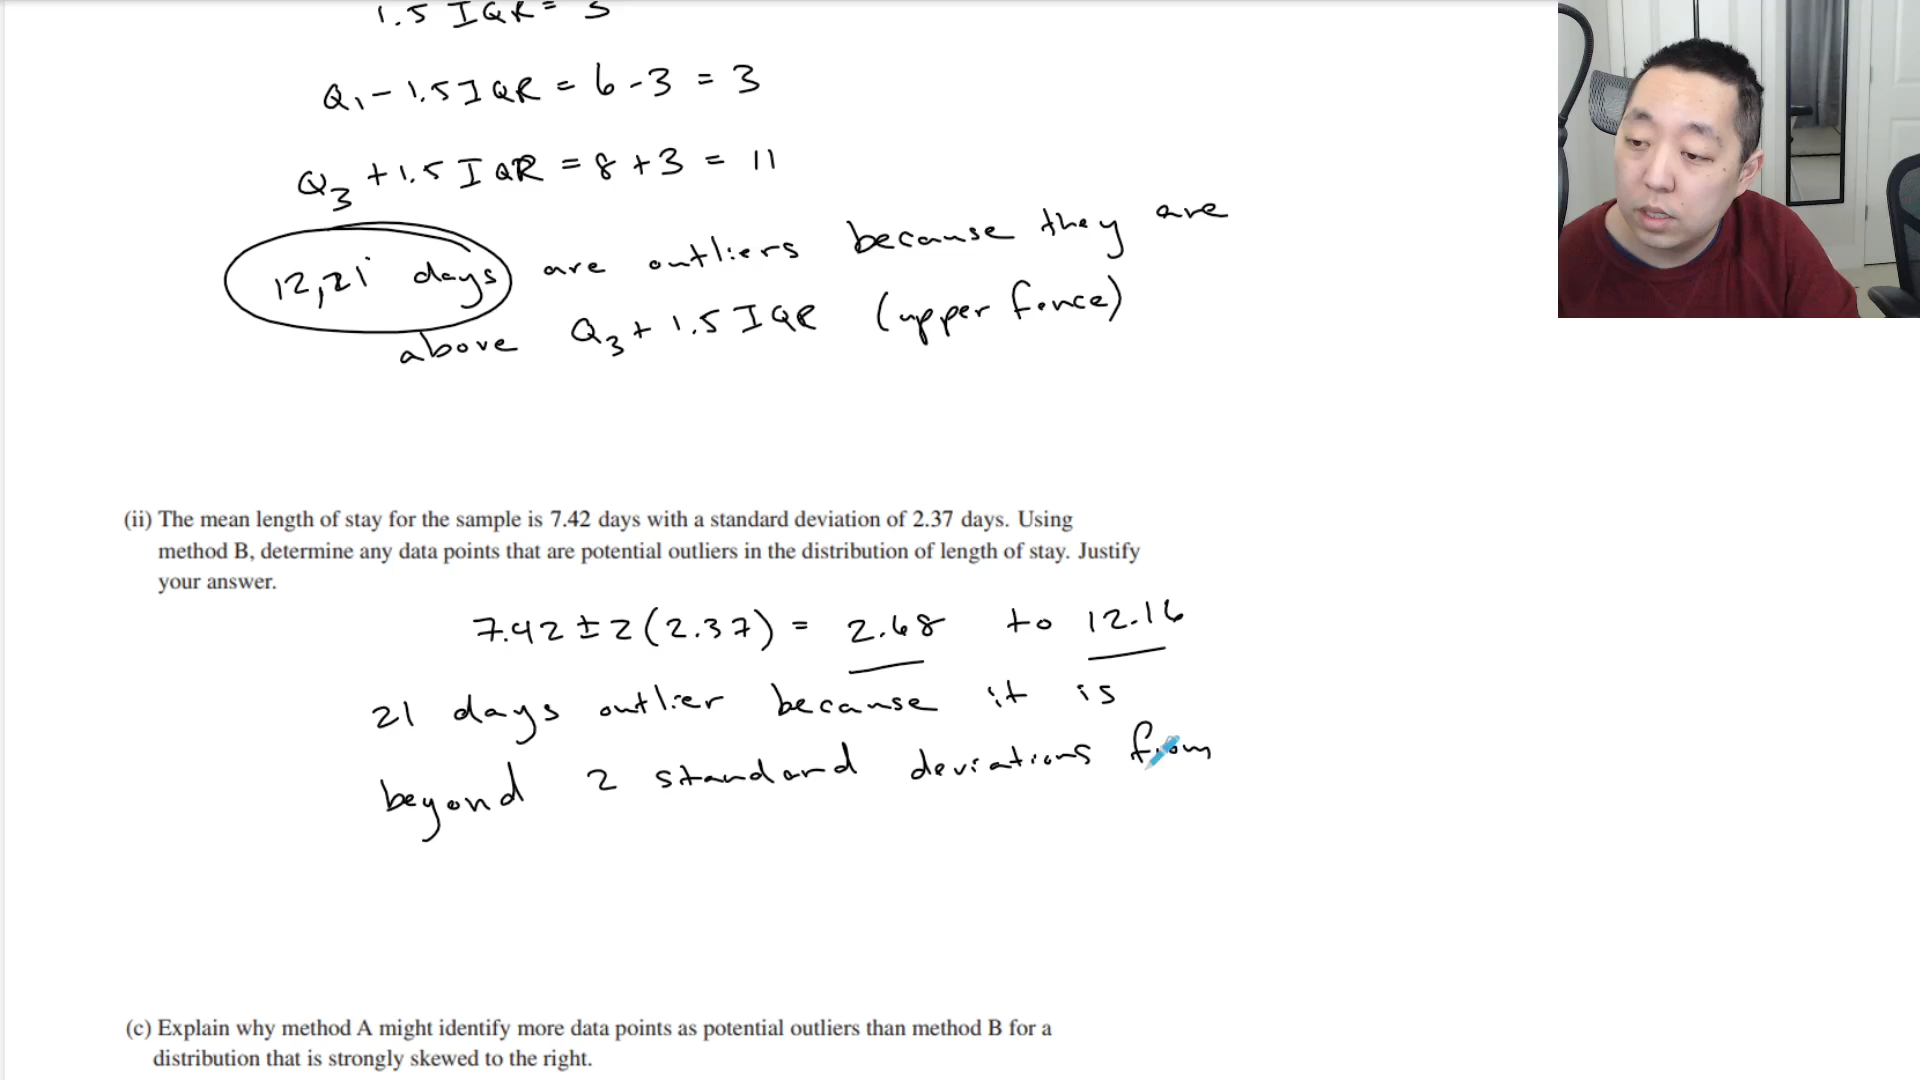 1.5 IQR = 3
Q1 - 1.5 IQR = 6 - 3 = 3
Q3 + 1.5 IQR = 8 + 3 = 11
12, 21 days are outliers because they are
above Q3 + 1.5 IQR (upper fence)
(ii) The mean length of stay for the sample is 7.42 days with a standard deviation of 2.37 days. Using
method B, determine any data points that are potential outliers in the distribution of length of stay. Justify
your answer.
7.42 ± 2(2.37) = 2.68 to 12.16
21 days outlier because it is
beyond 2 standard deviations from
(c) Explain why method A might identify more data points as potential outliers than method B for a
distribution that is strongly skewed to the right.